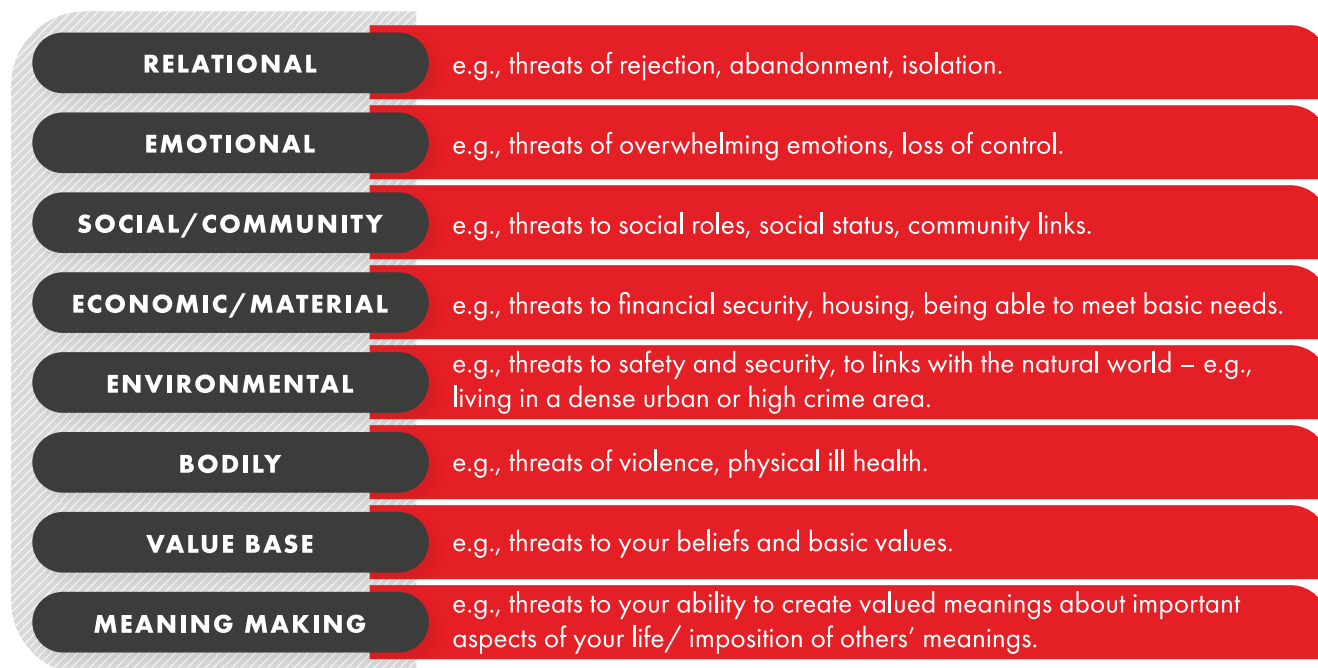 RELATIONAL
e.g., threats of rejection, abandonment, isolation.
EMOTIONAL
e.g., threats of overwhelming emotions, loss of control.
SOCIAL/COMMUNITY
e.g., threats to social roles, social status, community links.
ECONOMIC/MATERIAL
e.g., threats to financial security, housing, being able to meet basic needs.
ENVIRONMENTAL
e.g., threats to safety and security, to links with the natural world – e.g.,
living in a dense urban or high crime area.
BODILY
e.g., threats of violence, physical ill health.
VALUE BASE
e.g., threats to your beliefs and basic values.
MEANING MAKING
e.g., threats to your ability to create valued meanings about important
aspects of your life/ imposition of others’ meanings.